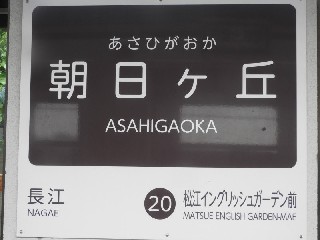 あさひがおか
朝日ヶ丘
ASAHIGAOKA
長江
NAGAE
20
松江イングリッシュガーデン前
MATSUE ENGLISH GARDEN-MAE